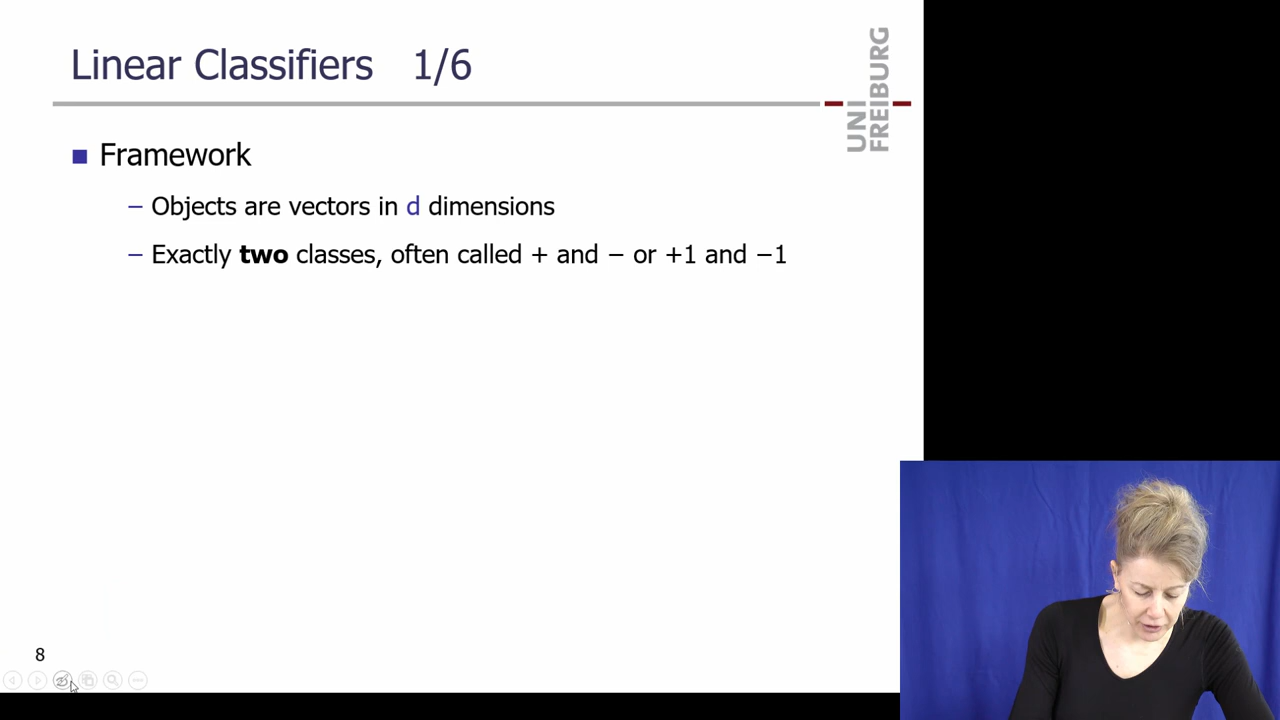 Linear Classifiers 1/6
UNI
FREIBURG
■ Framework
– Objects are vectors in d dimensions
– Exactly two classes, often called + and − or +1 and −1
8